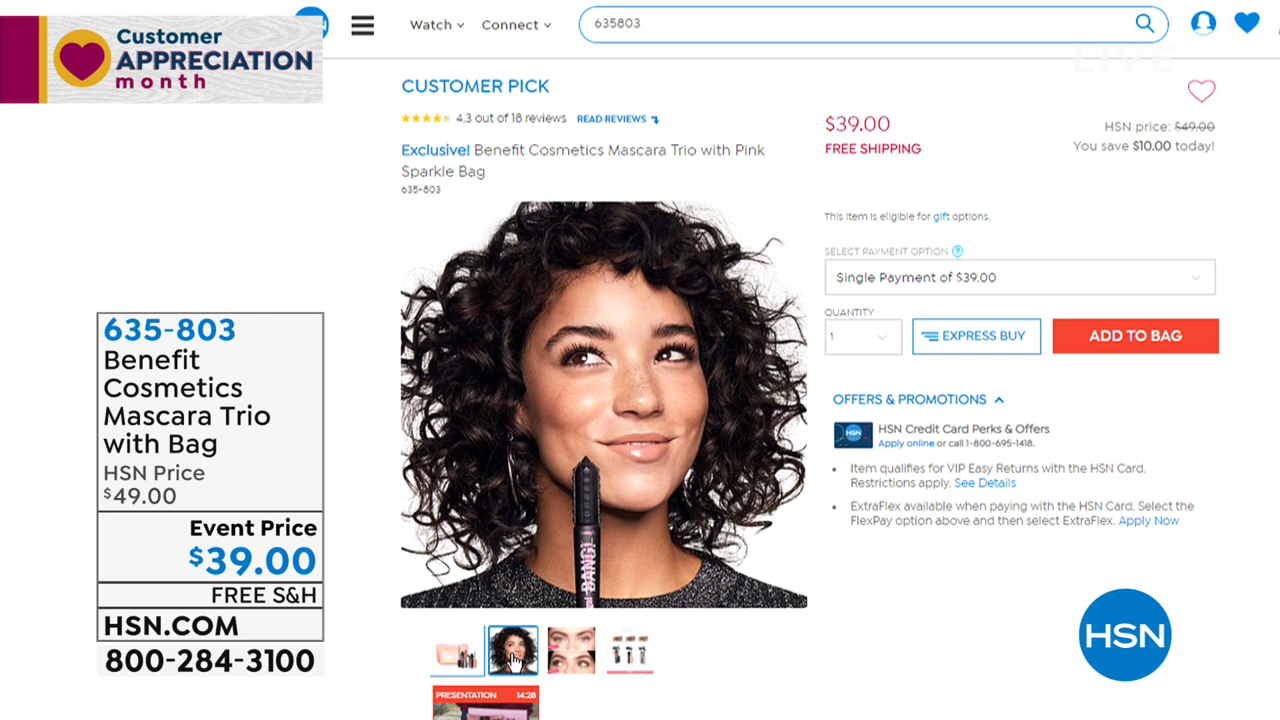 Customer
APPRECIATION
month
Watch
Connect
635803
LIVE
CUSTOMER PICK
4.3 out of 18 reviews READ REVIEWS
Exclusive! Benefit Cosmetics Mascara Trio with Pink
Sparkle Bag
635-803
$39.00
FREE SHIPPING
HSN price: $49.00
You save $10.00 today!
This item is eligible for gift options.
SELECT PAYMENT OPTION ?
Single Payment of $39.00
QUANTITY
1
EXPRESS BUY
ADD TO BAG
OFFERS & PROMOTIONS
HSN
HSN Credit Card Perks & Offers
Apply online or call 1-800-695-1418.
Item qualifies for VIP Easy Returns with the HSN Card.
Restrictions apply. See Details
ExtraFlex available when paying with the HSN Card. Select the
FlexPay option above and then select ExtraFlex. Apply Now
BANG!
635-803
Benefit
Cosmetics
Mascara Trio
with Bag
HSN Price
$49.00
Event Price
$39.00
FREE S&H
HSN.COM
800-284-3100
PRESENTATION 14:28
HSN